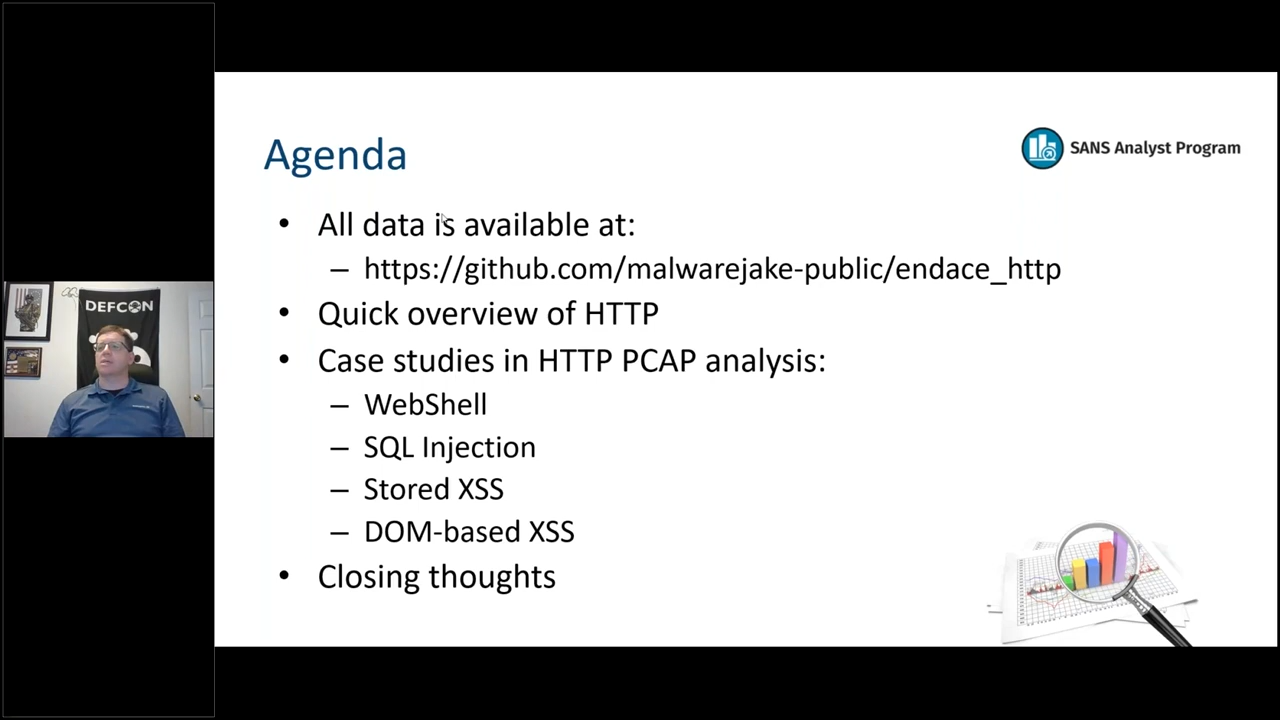 DEFCON
Agenda
SANS Analyst Program
• All data is available at:
– https://github.com/malwarejake-public/endace_http
• Quick overview of HTTP
• Case studies in HTTP PCAP analysis:
– WebShell
– SQL Injection
– Stored XSS
– DOM-based XSS
• Closing thoughts